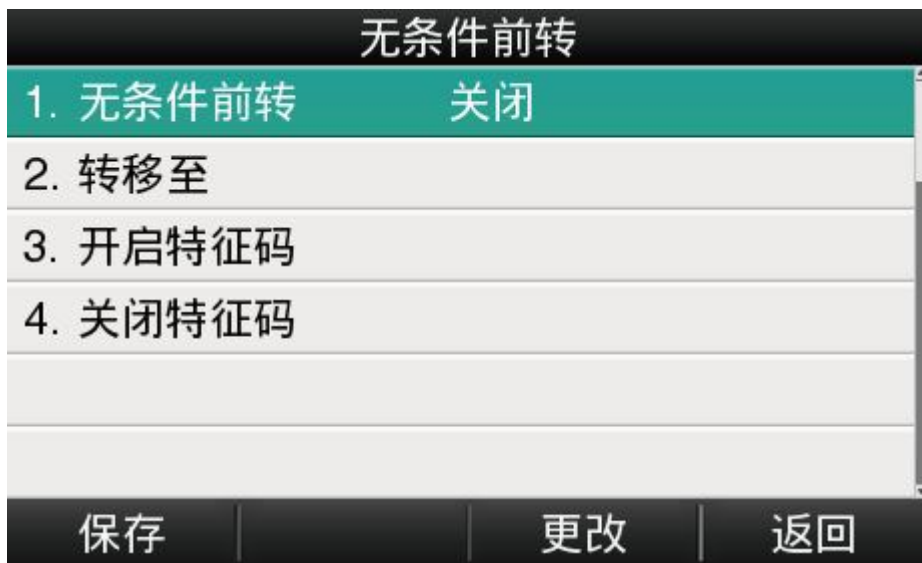 无条件前转
1. 无条件前转 关闭
2. 转移至
3. 开启特征码
4. 关闭特征码
保存 更改 返回